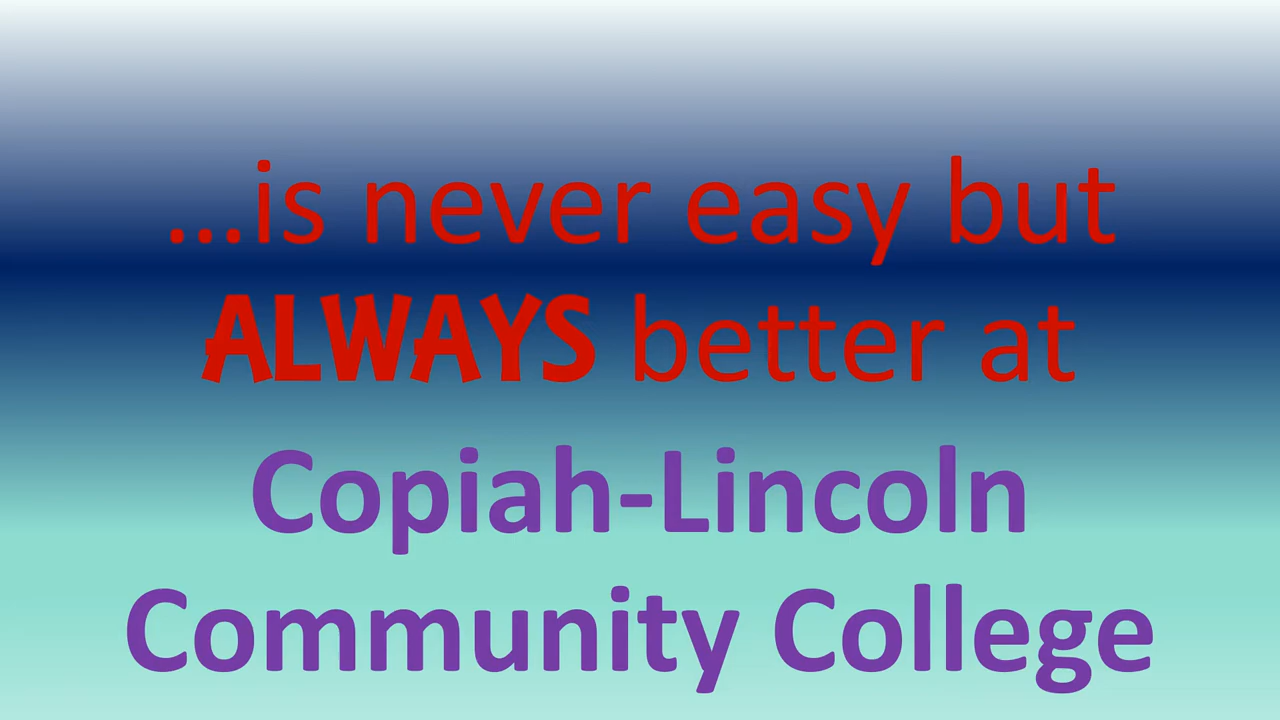 ...is never easy but
ALWAYS better at
Copiah-Lincoln
Community College